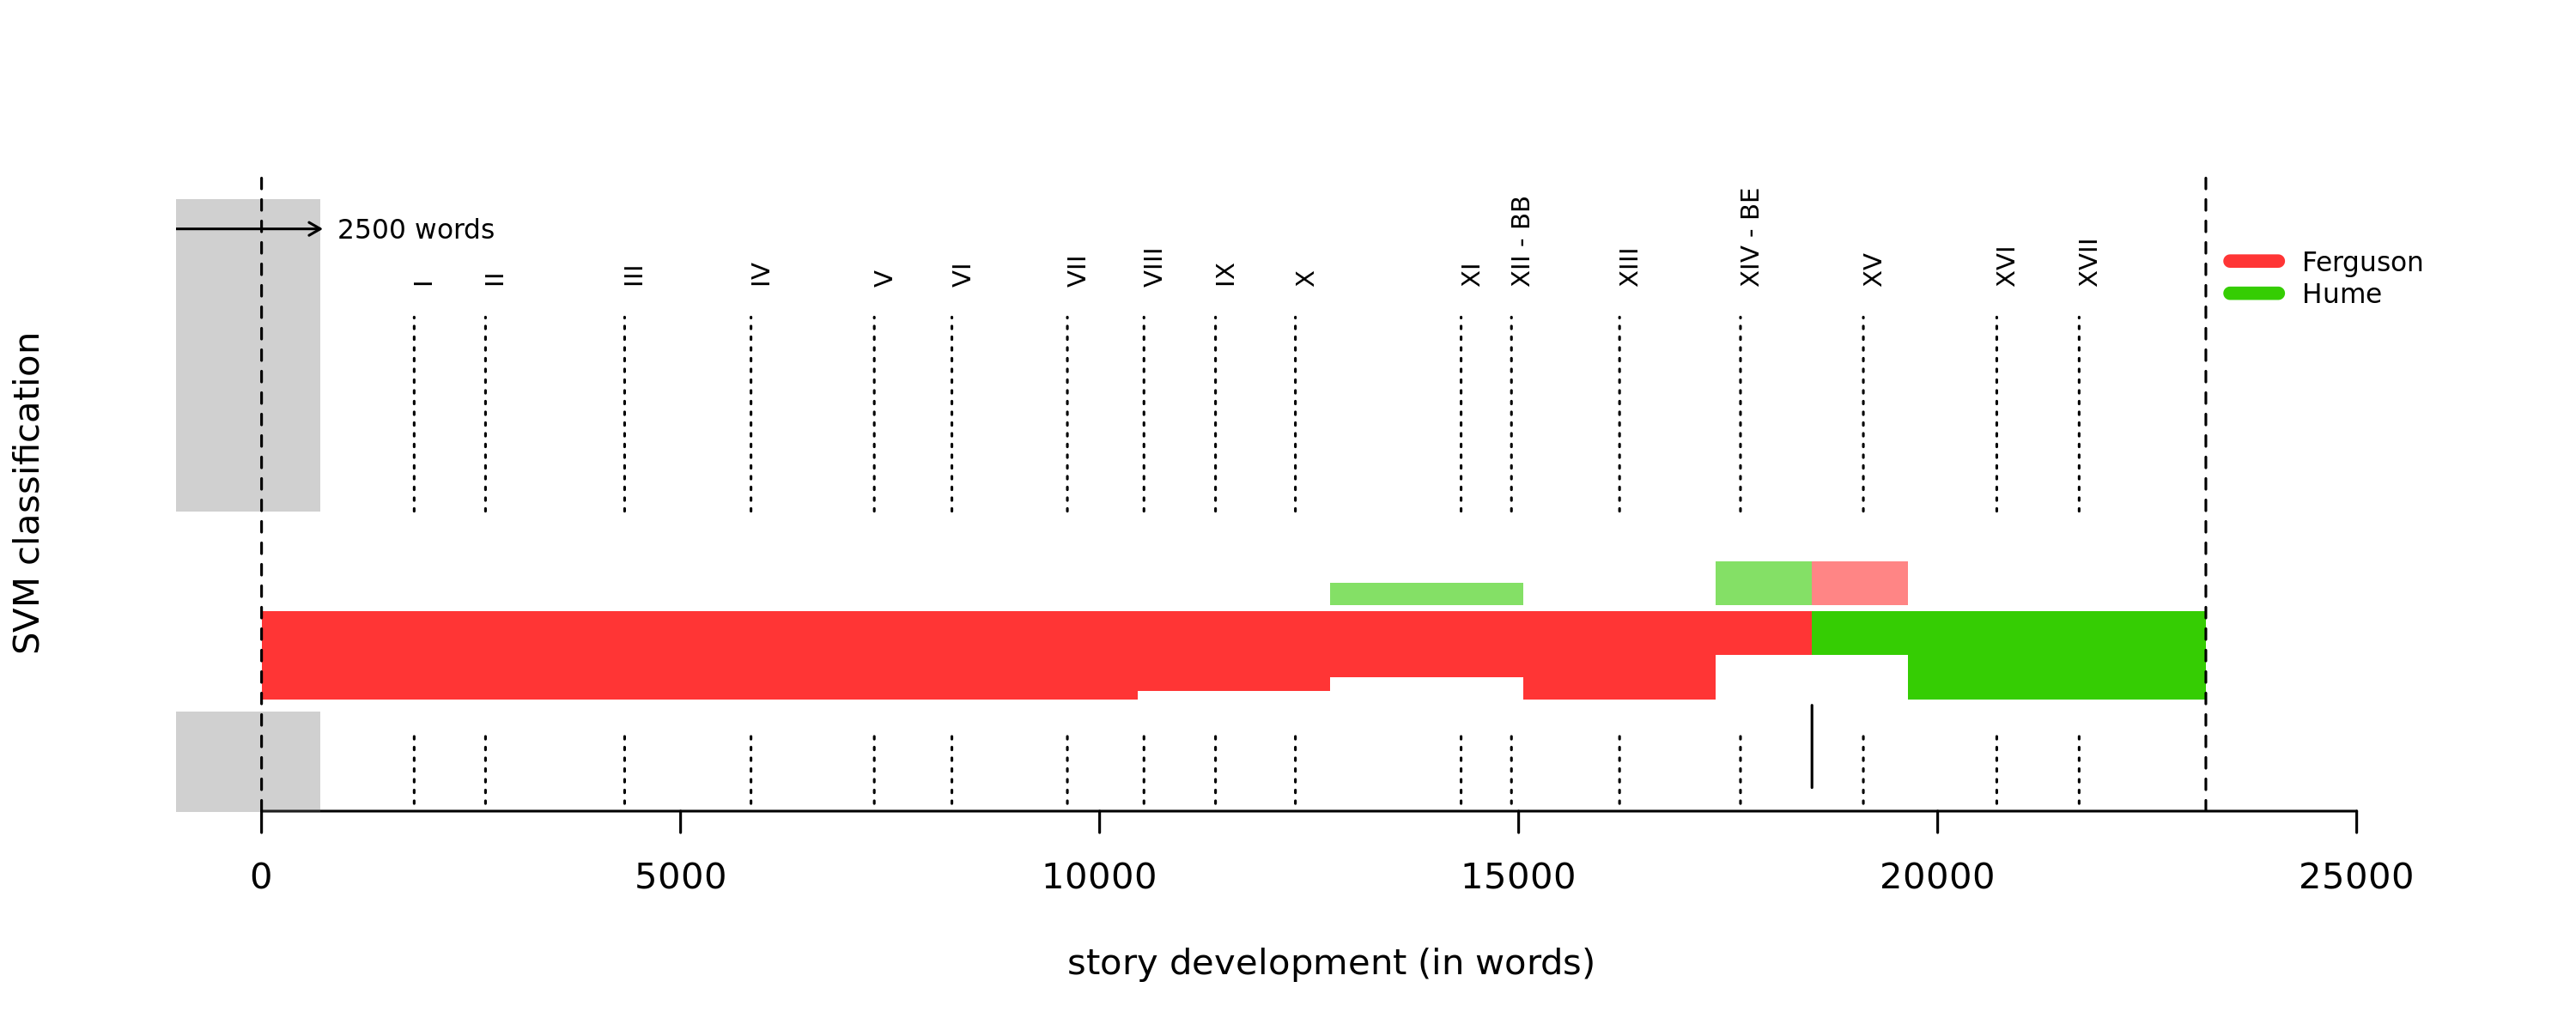 2500 words
I
II
III
IV
V
VI
VII
VIII
IX
X
XI
XII - BB
XIII
XIV - BE
XV
XVI
XVII
Ferguson
Hume
SVM classification
0 5000 10000 15000 20000 25000
story development (in words)